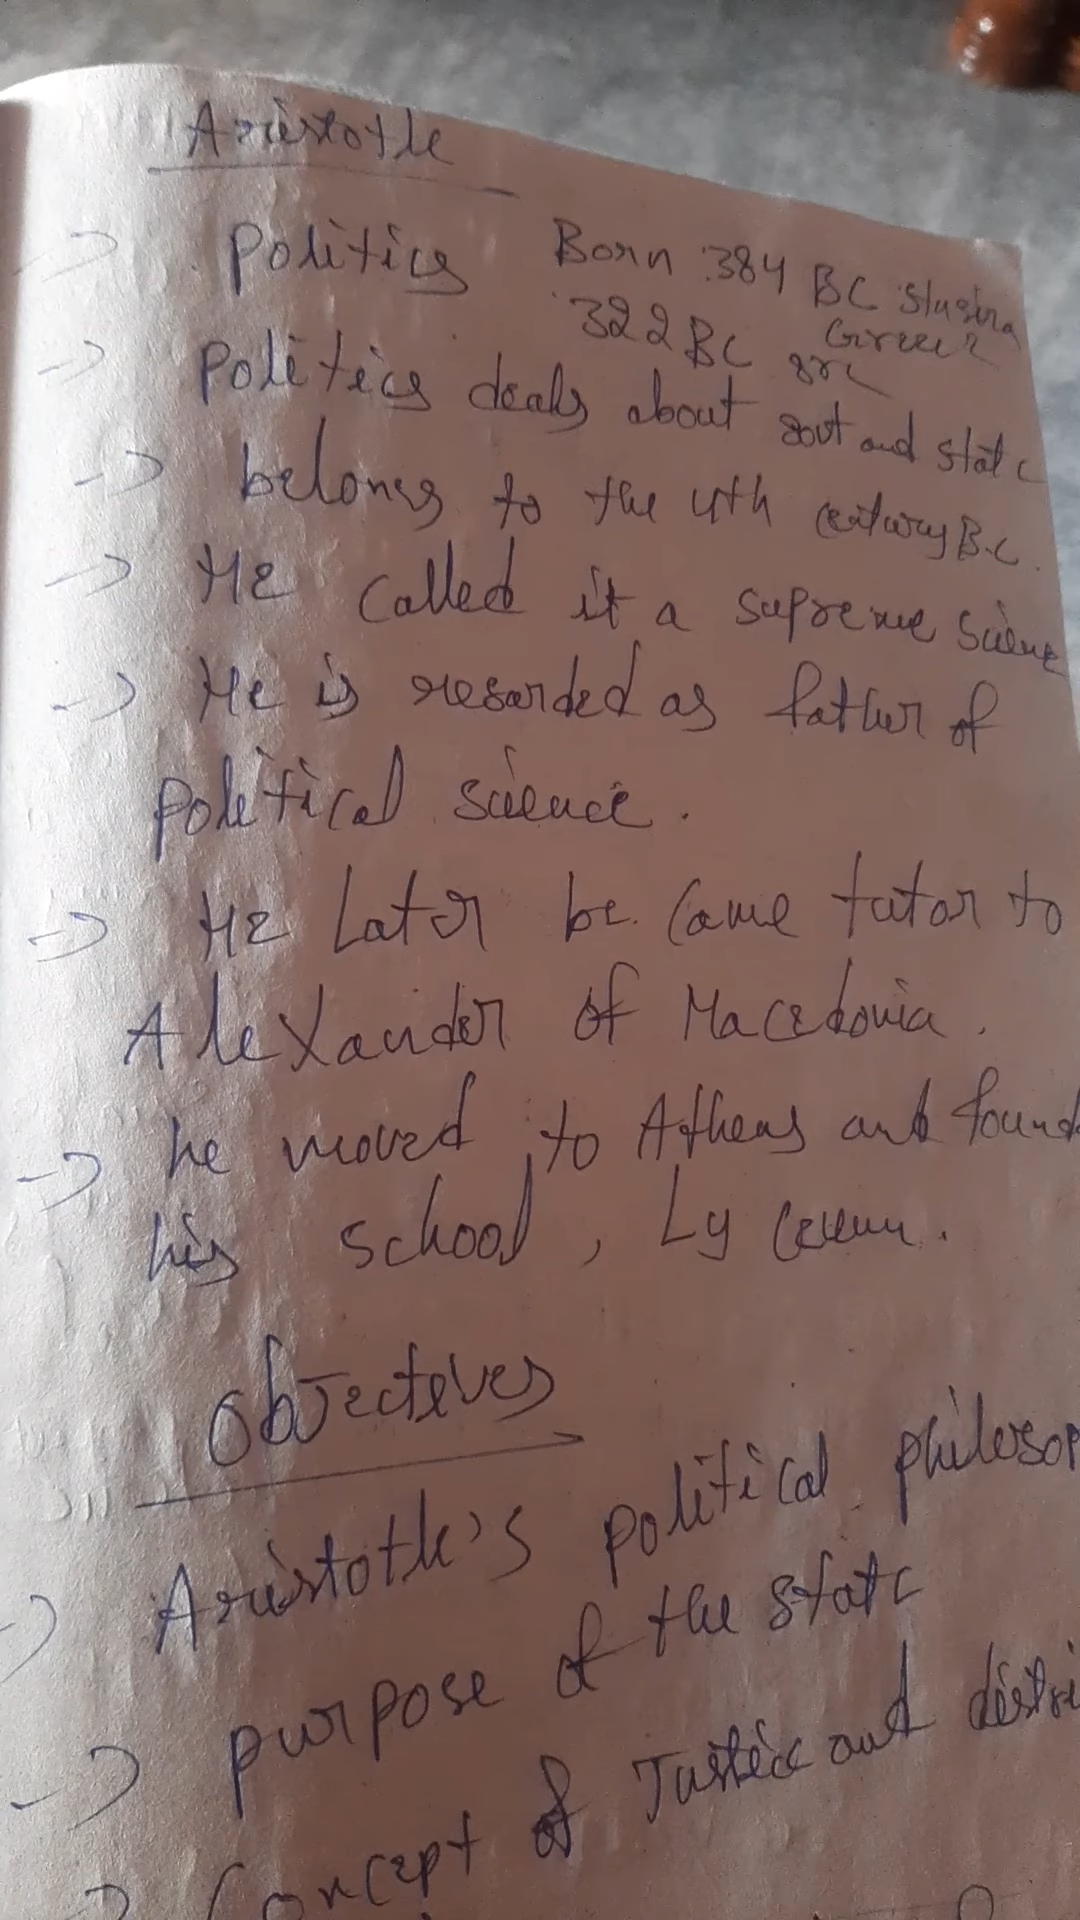 Aristotle
→ Politics Born 384 BC
322 BC
→ Politics deals about govt and state
→ belongs to the 4th century B.C.
→ He called it a supreme science
→ He is regarded as father of
political science.
→ He Later be came tutor to
Alexander of Macedonia.
→ he moved to Athens and found
his school, Lyceum.
Objectives
→ Aristotle's political philosop
→ purpose of the state
→ Concept of Justice and distri